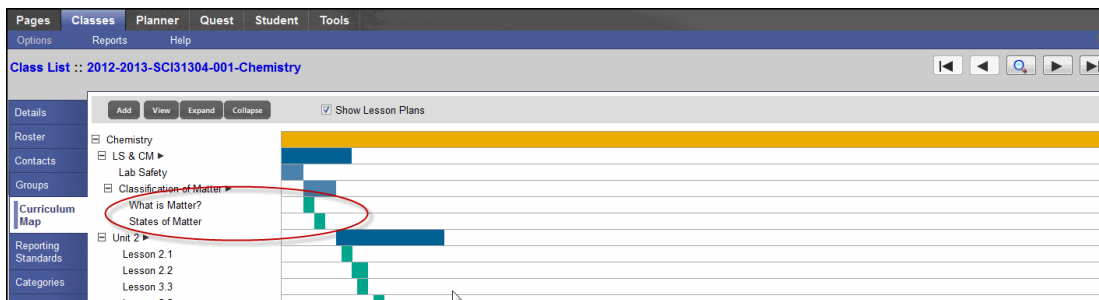 Pages Classes Planner Quest Student Tools
Options Reports Help
Class List :: 2012-2013-SCI31304-001-Chemistry
Details
Add View Expand Collapse Show Lesson Plans
Roster
Chemistry
Contacts
LS & CM
Lab Safety
Groups
Classification of Matter
Curriculum
Map
What is Matter?
States of Matter
Reporting
Standards
Unit 2
Lesson 2.1
Lesson 2.2
Categories
Lesson 3.3